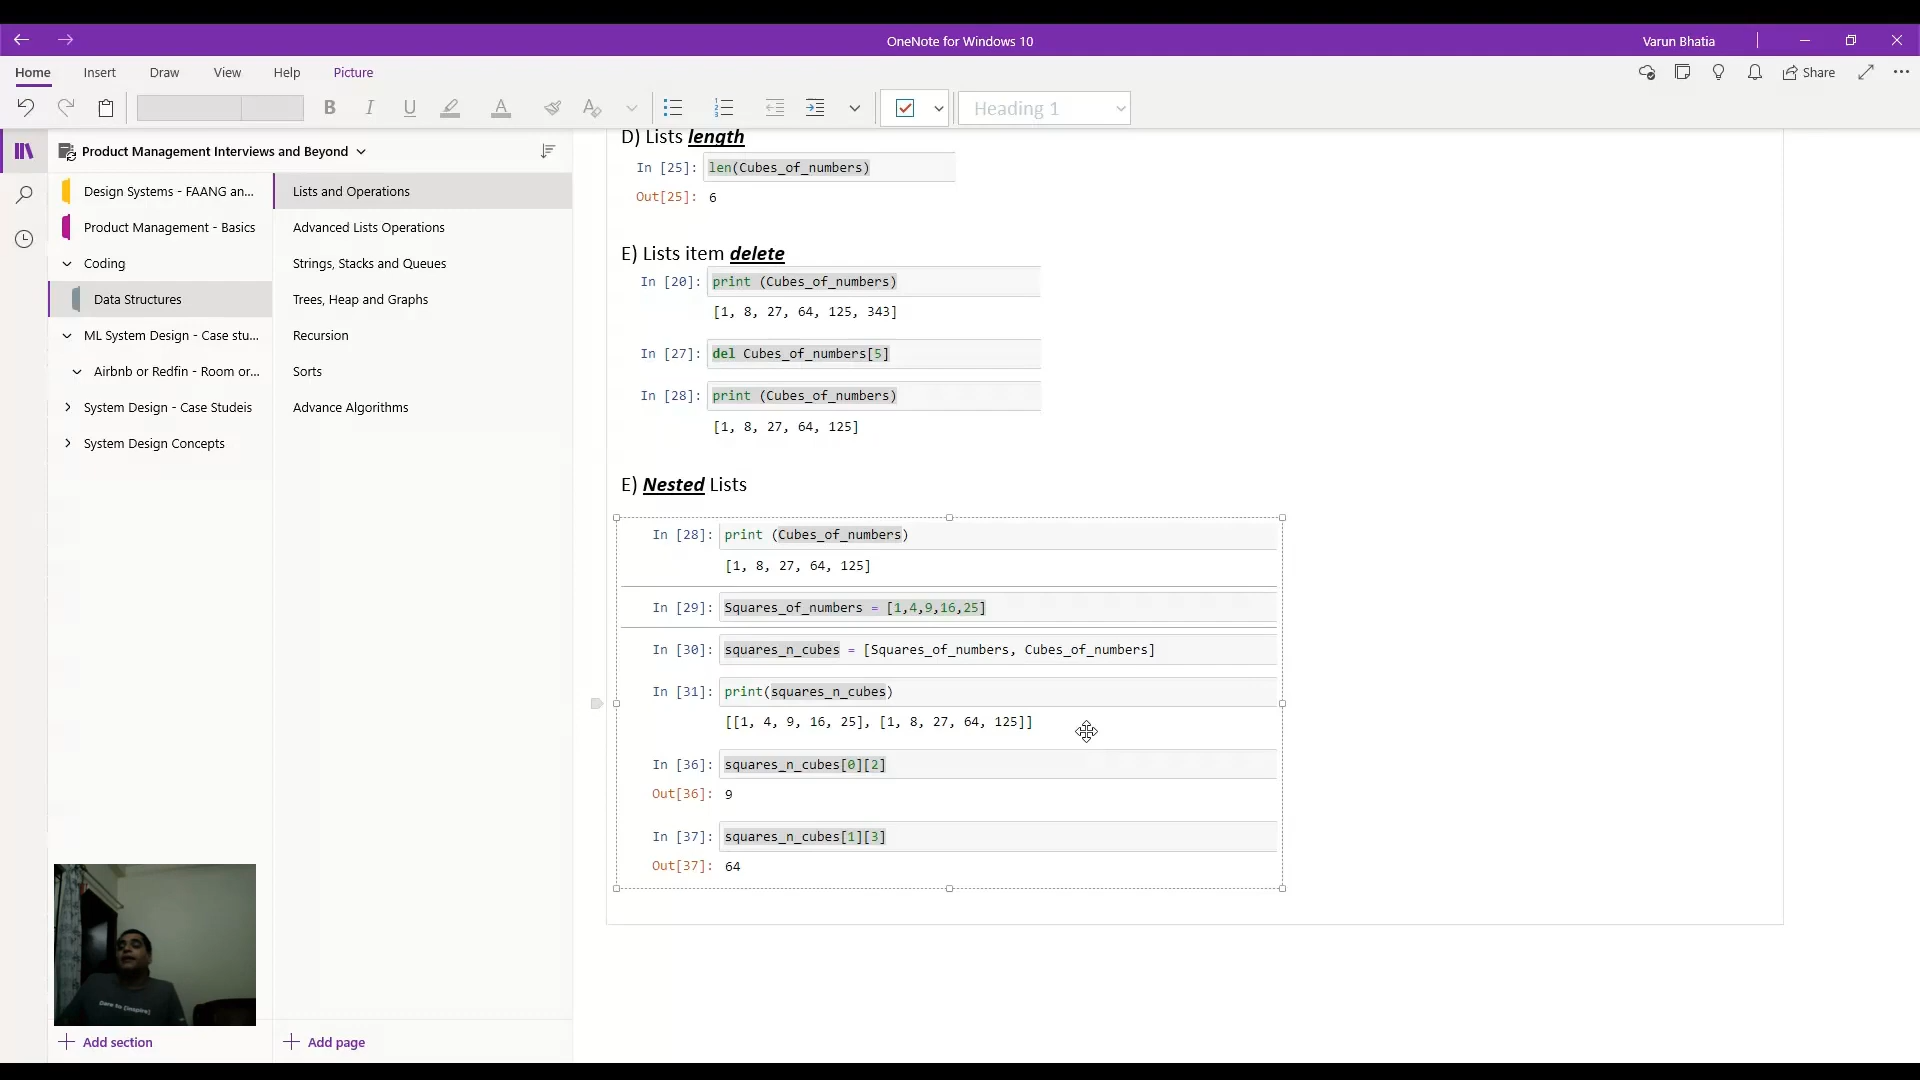 OneNote for Windows 10
Varun Bhatia
Home Insert Draw View Help Picture
Share
B I U A A Heading 1
Product Management Interviews and Beyond
Design Systems - FAANG an...
Product Management - Basics
Coding
Data Structures
ML System Design - Case stu...
Airbnb or Redfin - Room or...
System Design - Case Studeis
System Design Concepts
Add section
Lists and Operations
Advanced Lists Operations
Strings, Stacks and Queues
Trees, Heap and Graphs
Recursion
Sorts
Advance Algorithms
Add page
D) Lists length
In [25]: len(Cubes_of_numbers)
Out[25]: 6
E) Lists item delete
In [20]: print (Cubes_of_numbers)
[1, 8, 27, 64, 125, 343]
In [27]: del Cubes_of_numbers[5]
In [28]: print (Cubes_of_numbers)
[1, 8, 27, 64, 125]
E) Nested Lists
In [28]: print (Cubes_of_numbers)
[1, 8, 27, 64, 125]
In [29]: Squares_of_numbers = [1,4,9,16,25]
In [30]: squares_n_cubes = [Squares_of_numbers, Cubes_of_numbers]
In [31]: print(squares_n_cubes)
[[1, 4, 9, 16, 25], [1, 8, 27, 64, 125]]
In [36]: squares_n_cubes[0][2]
Out[36]: 9
In [37]: squares_n_cubes[1][3]
Out[37]: 64
Dare to [Inspire]